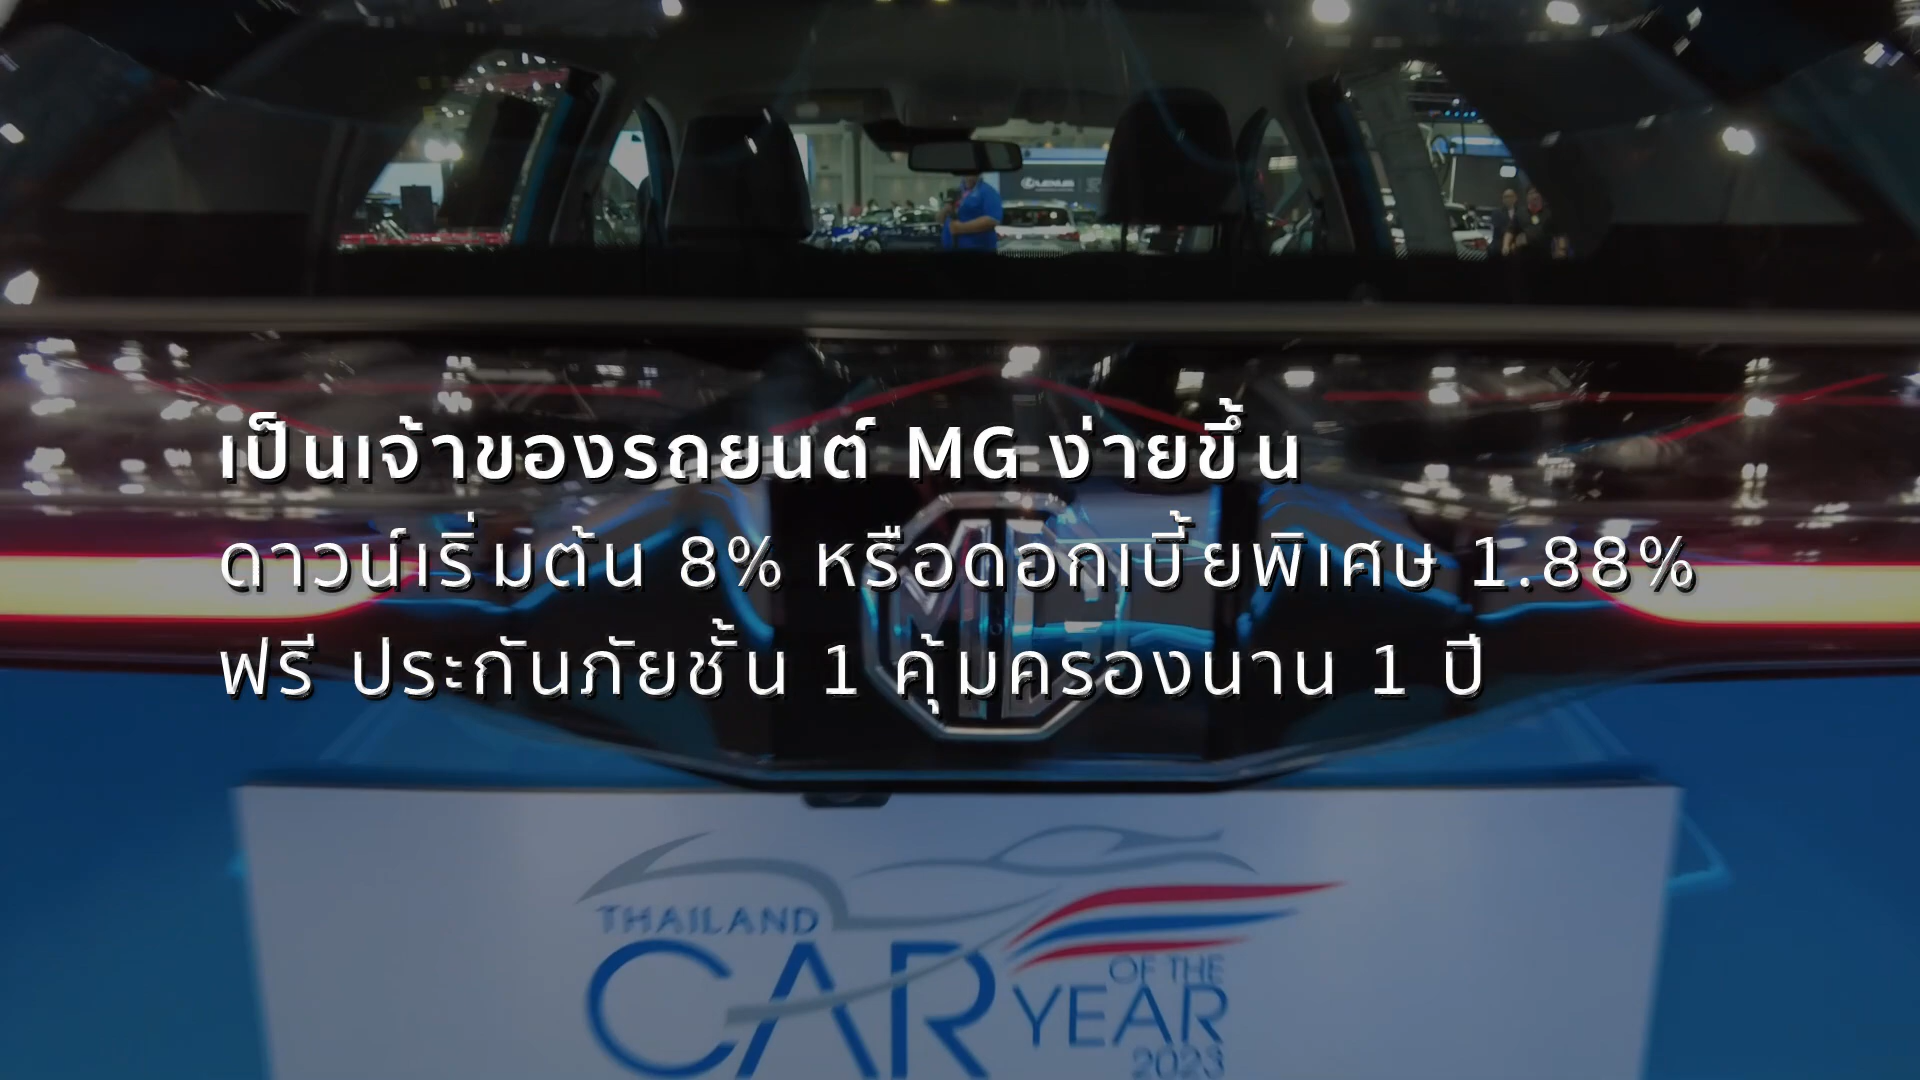 LEXUS
เป็นเจ้าของรถยนต์ MG ง่ายขึ้น
ดาวน์เริ่มต้น 8% หรือดอกเบี้ยพิเศษ 1.88%
ฟรี ประกันภัยชั้น 1 คุ้มครองนาน 1 ปี
MG
THAILAND
CAR
OF THE
YEAR
2023